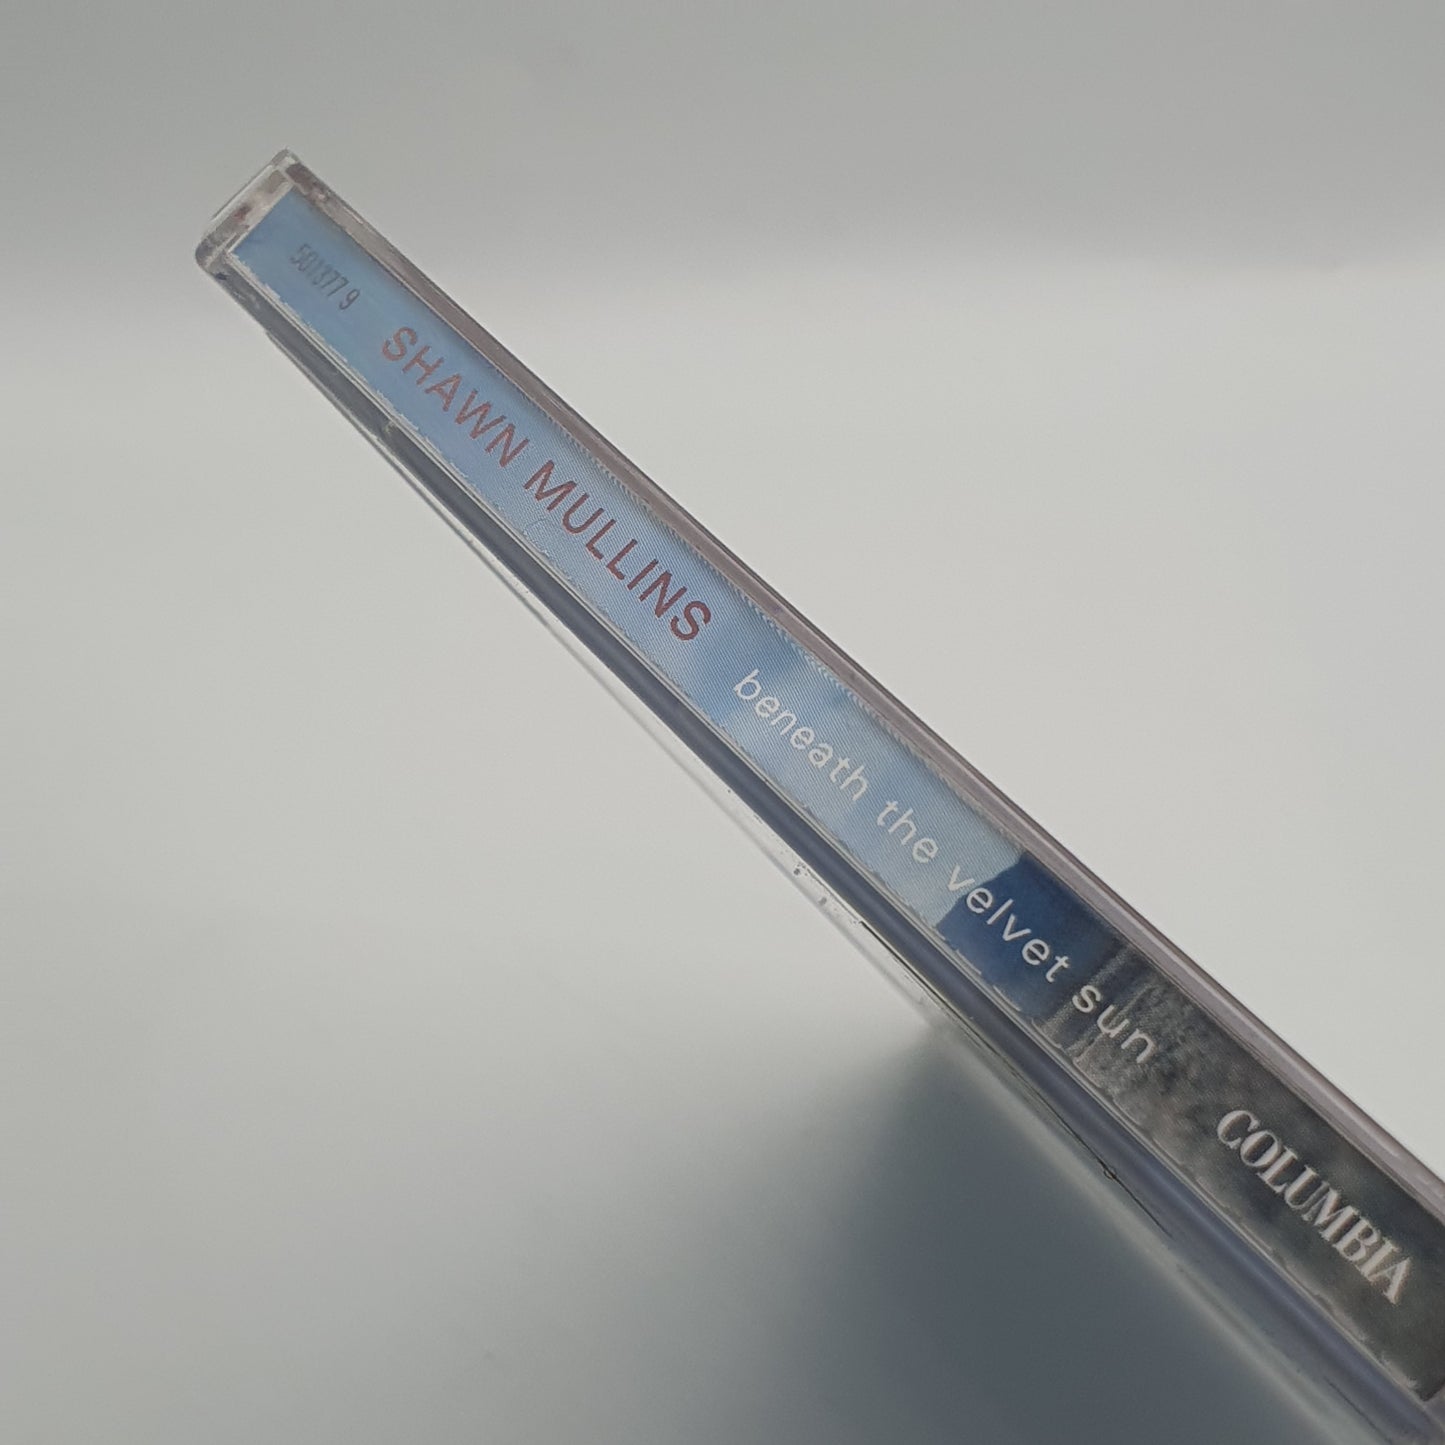 501377 9 SHAWN MULLINS beneath the velvet sun COLUMBIA